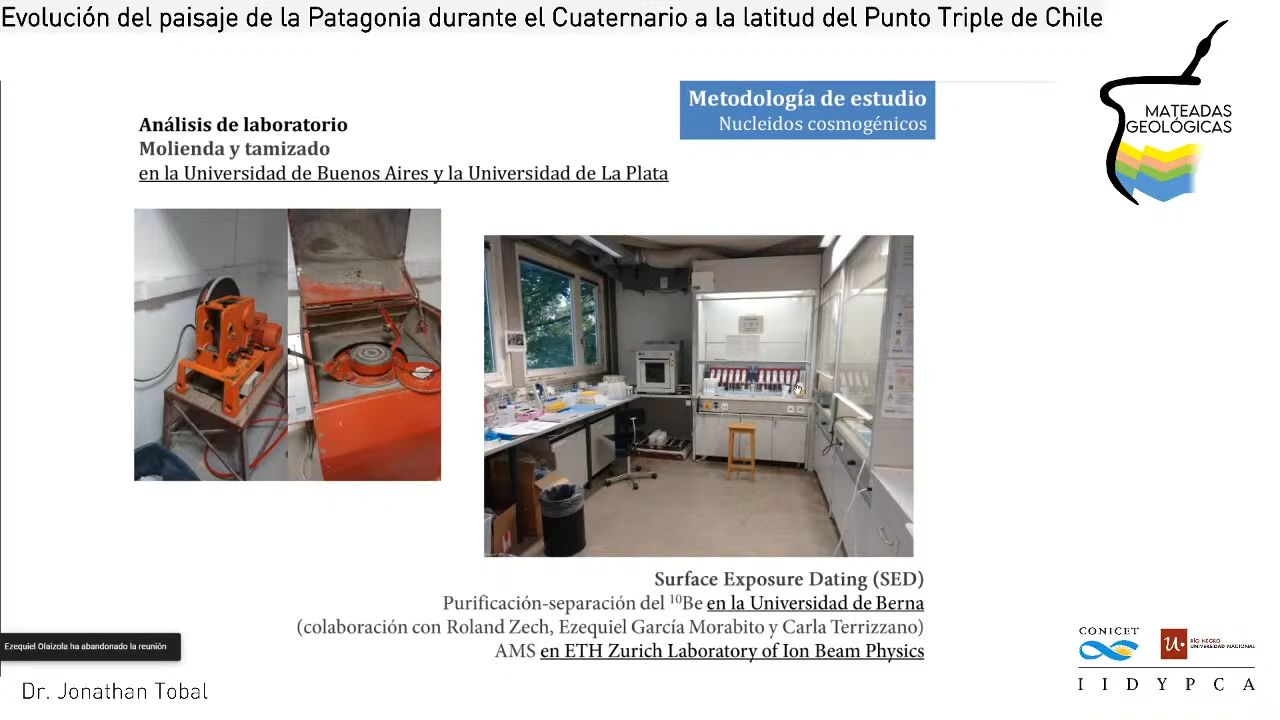 Evolución del paisaje de la Patagonia durante el Cuaternario a la latitud del Punto Triple de Chile
MATEADAS
GEOLÓGICAS
Metodología de estudio
Nucleidos cosmogénicos
Análisis de laboratorio
Molienda y tamizado
en la Universidad de Buenos Aires y la Universidad de La Plata
Surface Exposure Dating (SED)
Purificación-separación del ¹⁰Be en la Universidad de Berna
(colaboración con Roland Zech, Ezequiel García Morabito y Carla Terrizzano)
AMS en ETH Zurich Laboratory of Ion Beam Physics
Ezequiel Olaizola ha abandonado la reunión
Dr. Jonathan Tobal
CONICET
RÍO NEGRO
UNIVERSIDAD NACIONAL
I I D Y P C A